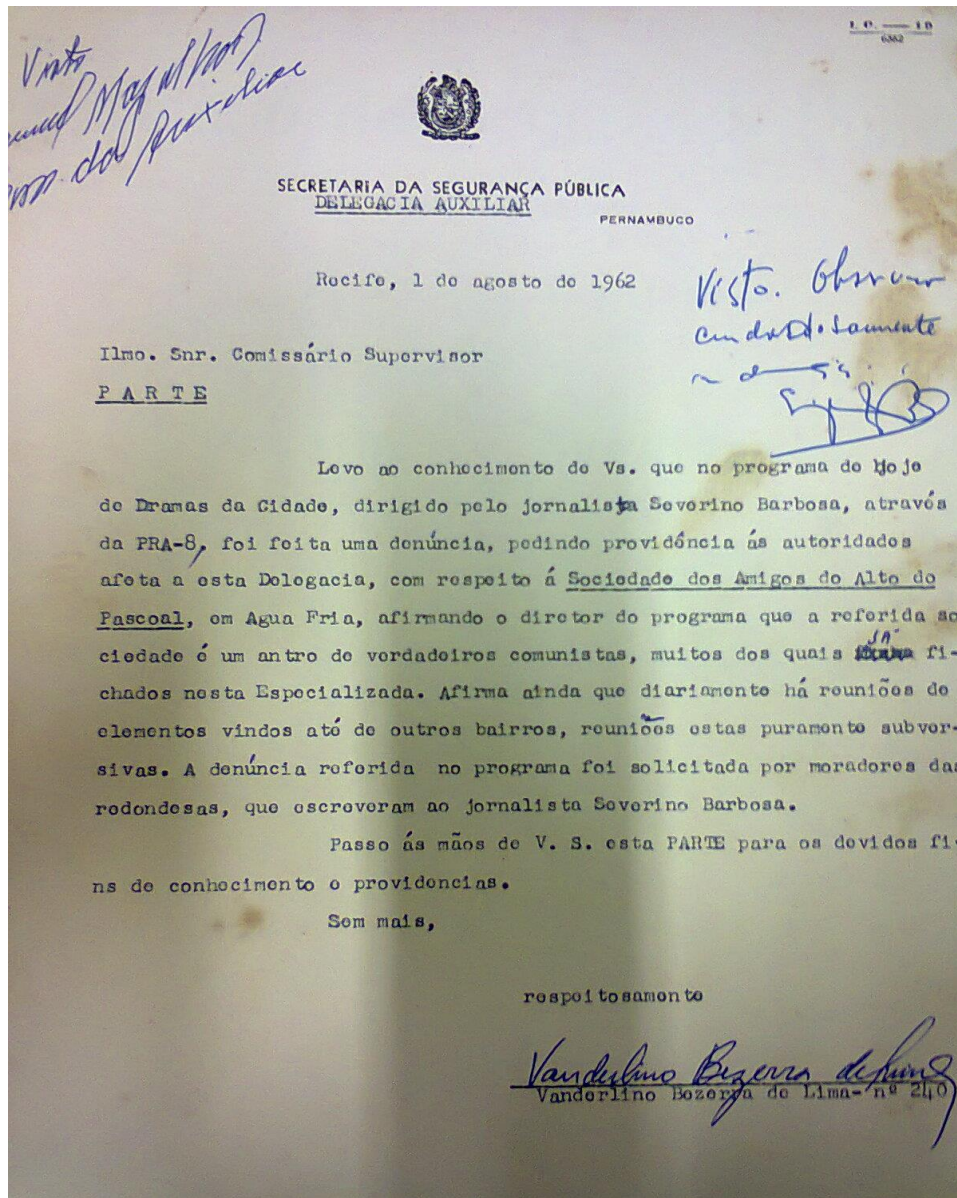 I. O. — 1 D
6382
Visto
Magalhães
Auxiliar
SECRETARIA DA SEGURANÇA PÚBLICA
DELEGACIA AUXILIAR
PERNAMBUCO
Recife, 1 de agosto de 1962
Visto. Observar
cuidadosamente
Ilmo. Snr. Comissário Supervisor
P A R T E
Levo ao conhecimento de Vs. que no programa de Hoje
de Dramas da Cidade, dirigido pelo jornalista Severino Barbosa, através
da PRA-8, foi feita uma denúncia, pedindo providência ás autoridades
afeta a esta Delegacia, com respeito á Sociedade dos Amigos do Alto do
Pascoal, em Agua Fria, afirmando o diretor do programa que a referida so
ciedade é um antro de verdadeiros comunistas, muitos dos quais JÁ fi-
chados nesta Especializada. Afirma ainda que diariamente há reuniões de
elementos vindos até de outros bairros, reuniões estas puramente subver-
sivas. A denúncia referida no programa foi solicitada por moradores das
redondesas, que escreveram ao jornalista Severino Barbosa.
Passo ás mãos de V. S. esta PARTE para os devidos fi-
ns de conhecimento e providencias.
Sem mais,
respeitosamente
Vanderlino Bezerra de Lima
Vanderlino Bezerra de Lima- nº 240